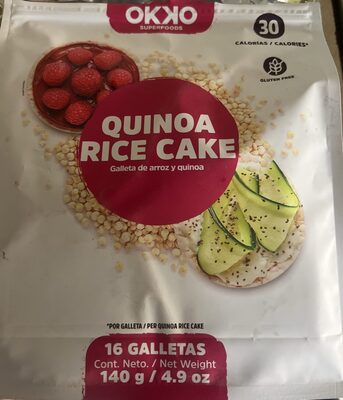 OKKO
SUPERFOODS
30
CALORÍAS / CALORIES*
GLUTEN FREE
QUINOA
RICE CAKE
Galleta de arroz y quinoa
*POR GALLETA / PER QUINOA RICE CAKE
16 GALLETAS
Cont. Neto. / Net Weight
140 g / 4.9 oz